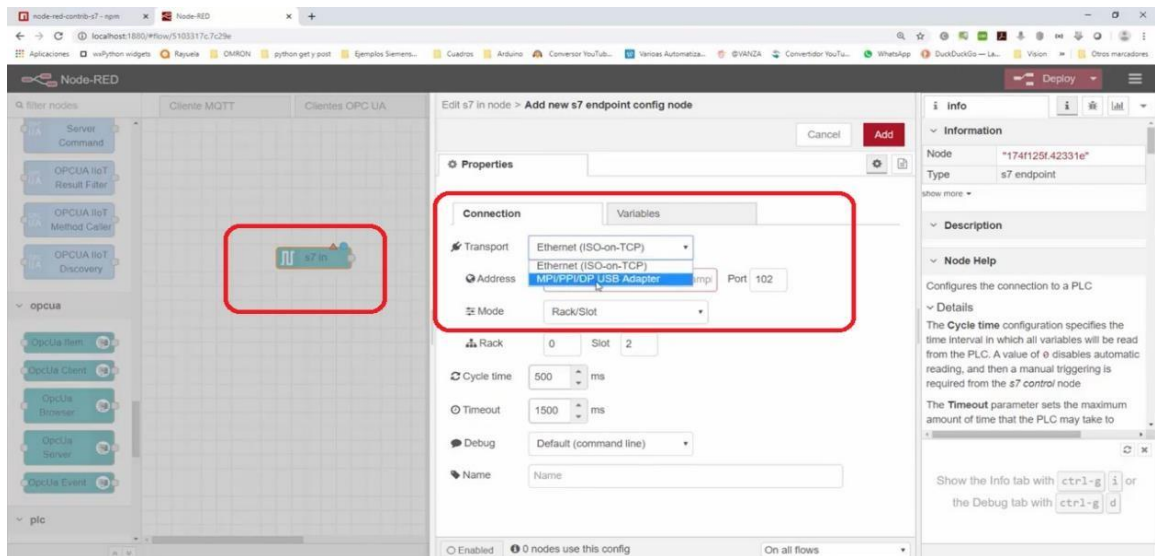 node-red-contrib-s7 - npm
Node-RED
localhost:1880/#flow/5103317c.7c29e
Aplicaciones wxPython widgets Rayuela OMRON python get y post Ejemplos Siemens... Cuadros Arduino Conversor YouTub... Varioas Automatiza... @VANZA Convertidor YouTu... WhatsApp DuckDuckGo — La... Vision » Otros marcadores
Node-RED
Deploy
filter nodes
Cliente MQTT
Clientes OPC UA
Edit s7 in node > Add new s7 endpoint config node
i info
Server Command
OPCUA IIoT Result Filter
OPCUA IIoT Method Caller
OPCUA IIoT Discovery
opcua
OpcUa Item
OpcUa Client
OpcUa Browser
OpcUa Server
OpcUa Event
plc
s7 in
Cancel
Add
Properties
Connection
Variables
Transport
Ethernet (ISO-on-TCP)
Ethernet (ISO-on-TCP)
MPI/PPI/DP USB Adapter
Address
Port 102
Mode
Rack/Slot
Rack 0 Slot 2
Cycle time 500 ms
Timeout 1500 ms
Debug Default (command line)
Name Name
Enabled 0 nodes use this config On all flows
Information
Node "174f125f.42331e"
Type s7 endpoint
show more
Description
Node Help
Configures the connection to a PLC
Details
The Cycle time configuration specifies the
time interval in which all variables will be read
from the PLC. A value of 0 disables automatic
reading, and then a manual triggering is
required from the s7 control node
The Timeout parameter sets the maximum
amount of time that the PLC may take to
Show the Info tab with ctrl-g i or
the Debug tab with ctrl-g d